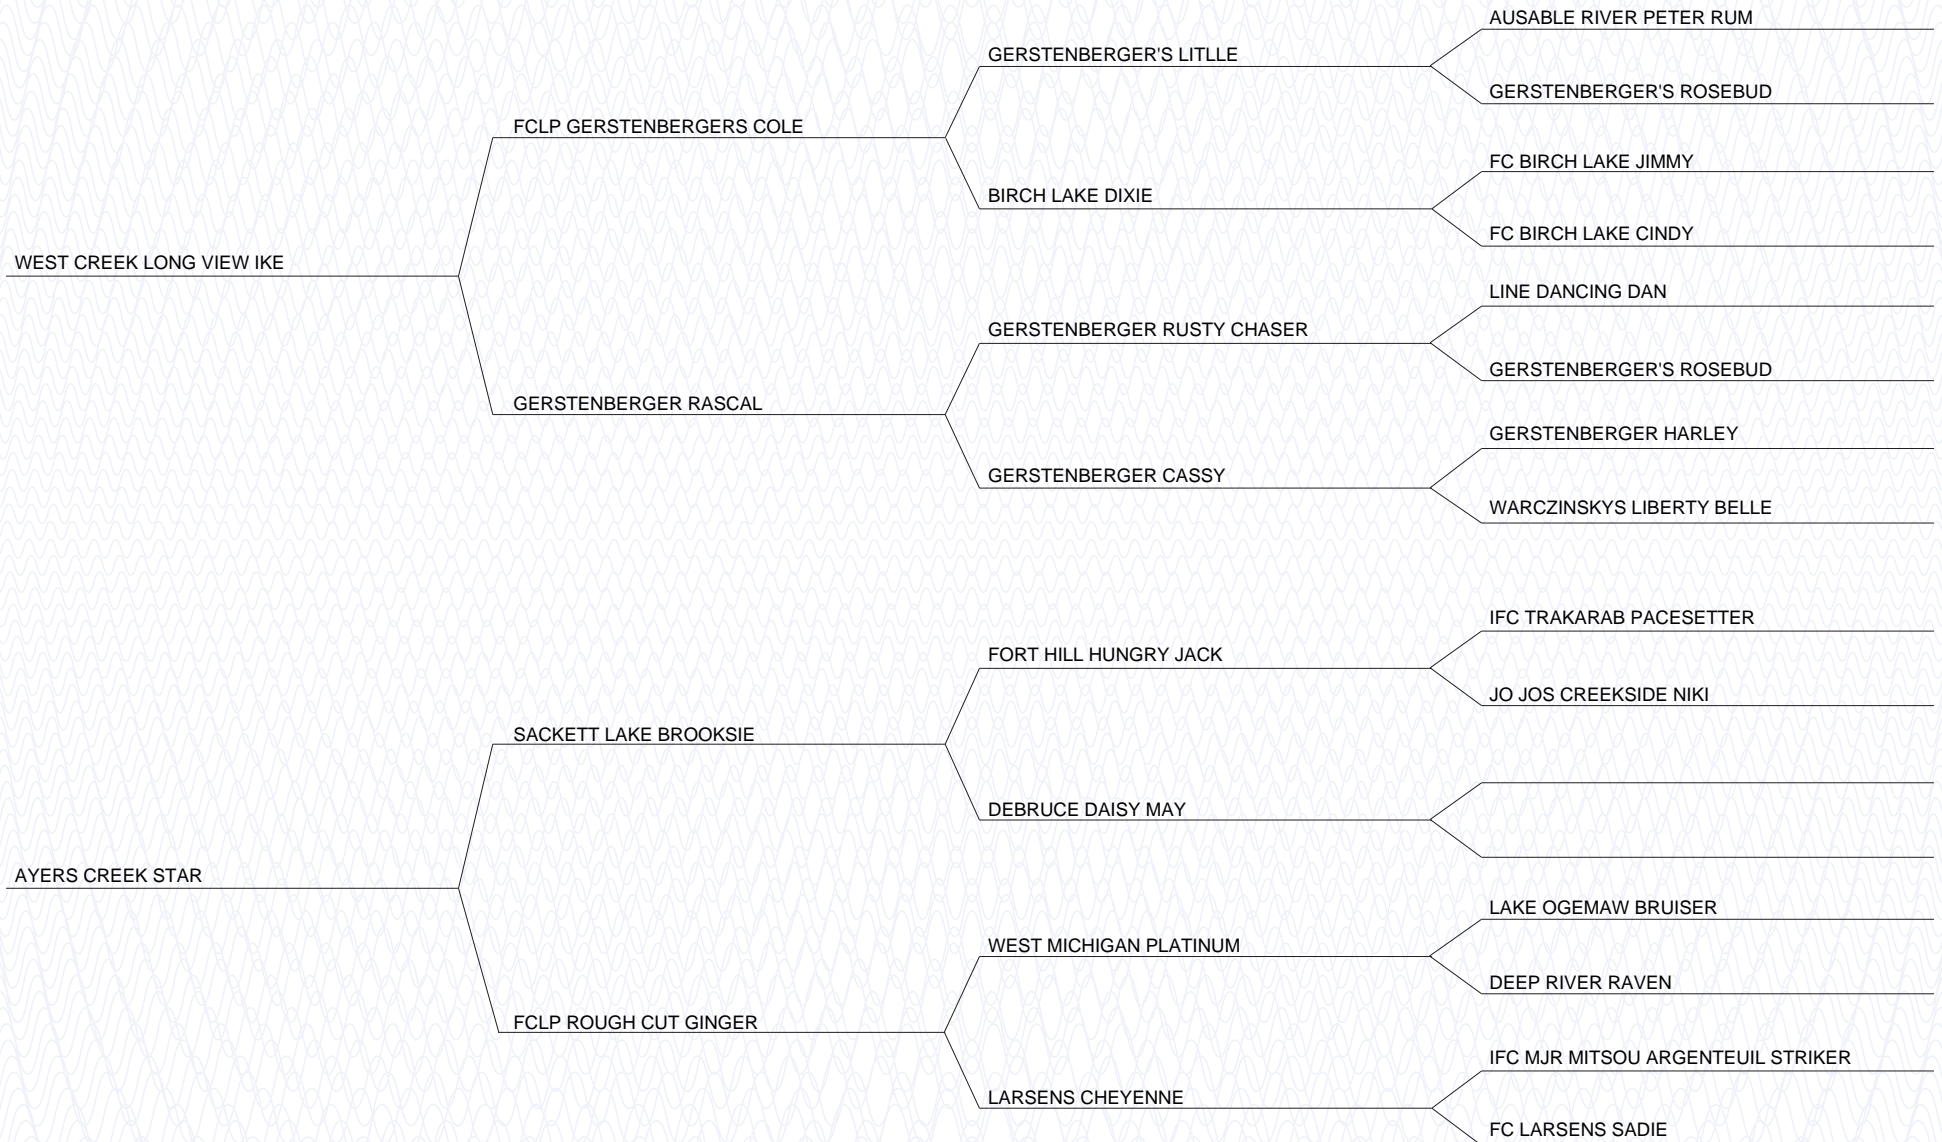 AUSABLE RIVER PETER RUM
GERSTENBERGER'S LITLLE
GERSTENBERGER'S ROSEBUD
FCLP GERSTENBERGERS COLE
FC BIRCH LAKE JIMMY
BIRCH LAKE DIXIE
FC BIRCH LAKE CINDY
WEST CREEK LONG VIEW IKE
LINE DANCING DAN
GERSTENBERGER RUSTY CHASER
GERSTENBERGER'S ROSEBUD
GERSTENBERGER RASCAL
GERSTENBERGER HARLEY
GERSTENBERGER CASSY
WARCZINSKYS LIBERTY BELLE
IFC TRAKARAB PACESETTER
FORT HILL HUNGRY JACK
JO JOS CREEKSIDE NIKI
SACKETT LAKE BROOKSIE
DEBRUCE DAISY MAY
AYERS CREEK STAR
LAKE OGEMAW BRUISER
WEST MICHIGAN PLATINUM
DEEP RIVER RAVEN
FCLP ROUGH CUT GINGER
IFC MJR MITSOU ARGENTEUIL STRIKER
LARSENS CHEYENNE
FC LARSENS SADIE